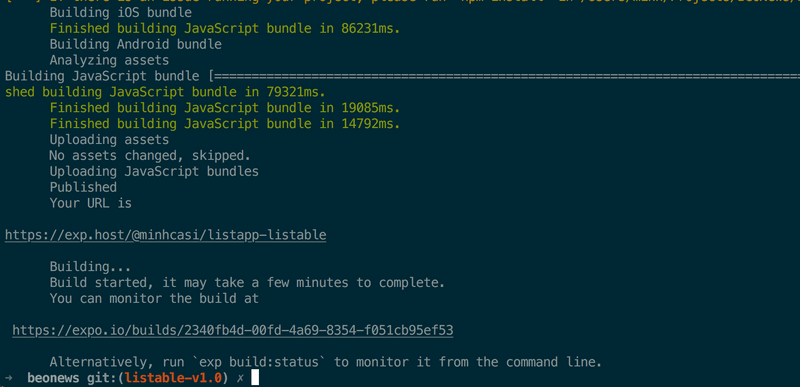 Building iOS bundle
Finished building JavaScript bundle in 86231ms.
Building Android bundle
Analyzing assets
Building JavaScript bundle [==============================================================================
shed building JavaScript bundle in 79321ms.
Finished building JavaScript bundle in 19085ms.
Finished building JavaScript bundle in 14792ms.
Uploading assets
No assets changed, skipped.
Uploading JavaScript bundles
Published
Your URL is
https://exp.host/@minhcasi/listapp-listable
Building...
Build started, it may take a few minutes to complete.
You can monitor the build at
https://expo.io/builds/2340fb4d-00fd-4a69-8354-f051cb95ef53
Alternatively, run `exp build:status` to monitor it from the command line.
➜ beonews git:(listable-v1.0) ✗